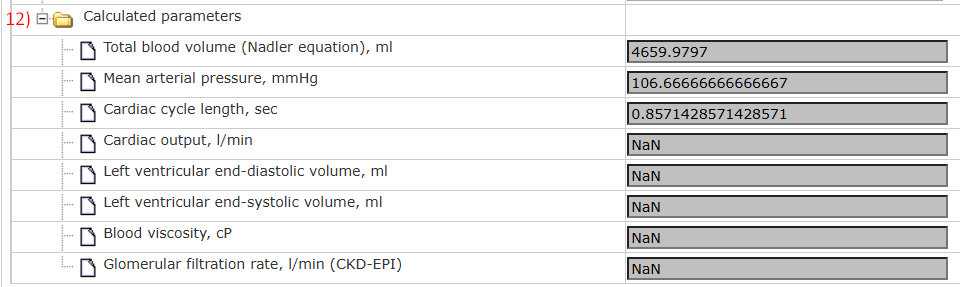 12) Calculated parameters
Total blood volume (Nadler equation), ml 4659.9797
Mean arterial pressure, mmHg 106.66666666666667
Cardiac cycle length, sec 0.8571428571428571
Cardiac output, l/min NaN
Left ventricular end-diastolic volume, ml NaN
Left ventricular end-systolic volume, ml NaN
Blood viscosity, cP NaN
Glomerular filtration rate, l/min (CKD-EPI) NaN